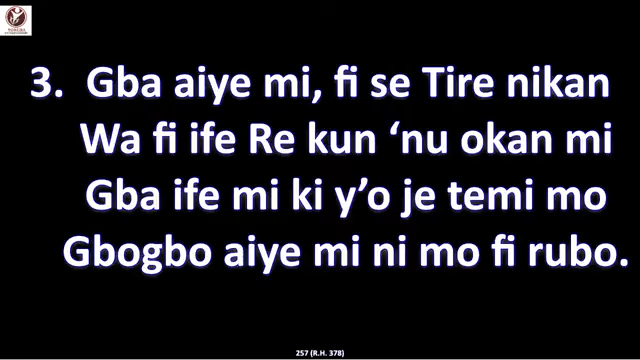 3. Gba aiye mi, fi se Tire nikan
Wa fi ife Re kun ‘nu okan mi
Gba ife mi ki y’o je temi mo
Gbogbo aiye mi ni mo fi rubo.
257 (R.H. 378)